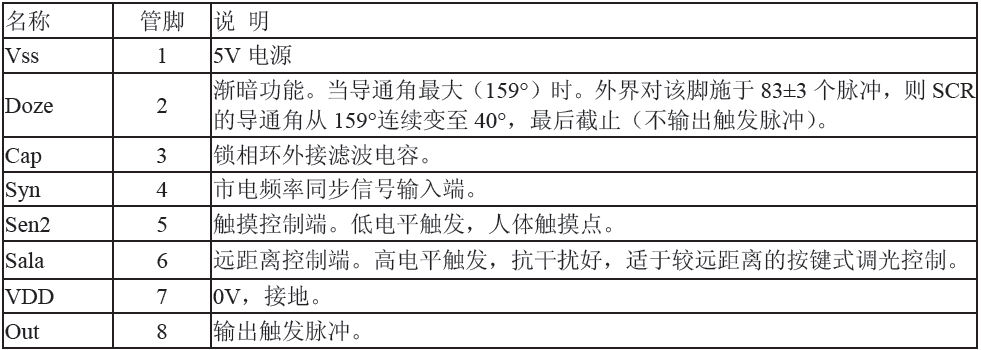 名称 管脚 说 明
Vss 1 5V 电源
Doze 2 渐暗功能。当导通角最大（159°）时。外界对该脚施于 83±3 个脉冲，则 SCR
的导通角从 159°连续变至 40°，最后截止（不输出触发脉冲）。
Cap 3 锁相环外接滤波电容。
Syn 4 市电频率同步信号输入端。
Sen2 5 触摸控制端。低电平触发，人体触摸点。
Sala 6 远距离控制端。高电平触发，抗干扰好，适于较远距离的按键式调光控制。
VDD 7 0V，接地。
Out 8 输出触发脉冲。